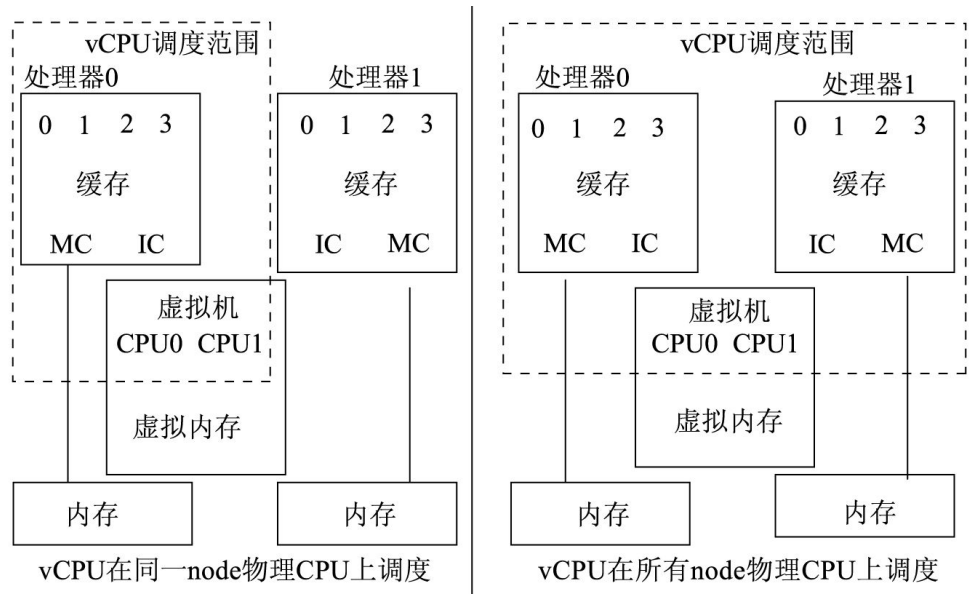 vCPU调度范围
处理器0
处理器1
0 1 2 3
0 1 2 3
缓存
缓存
MC IC
IC MC
虚拟机
CPU0 CPU1
虚拟内存
内存
内存
vCPU在同一node物理CPU上调度
vCPU调度范围
处理器0
处理器1
0 1 2 3
0 1 2 3
缓存
缓存
MC IC
IC MC
虚拟机
CPU0 CPU1
虚拟内存
内存
内存
vCPU在所有node物理CPU上调度